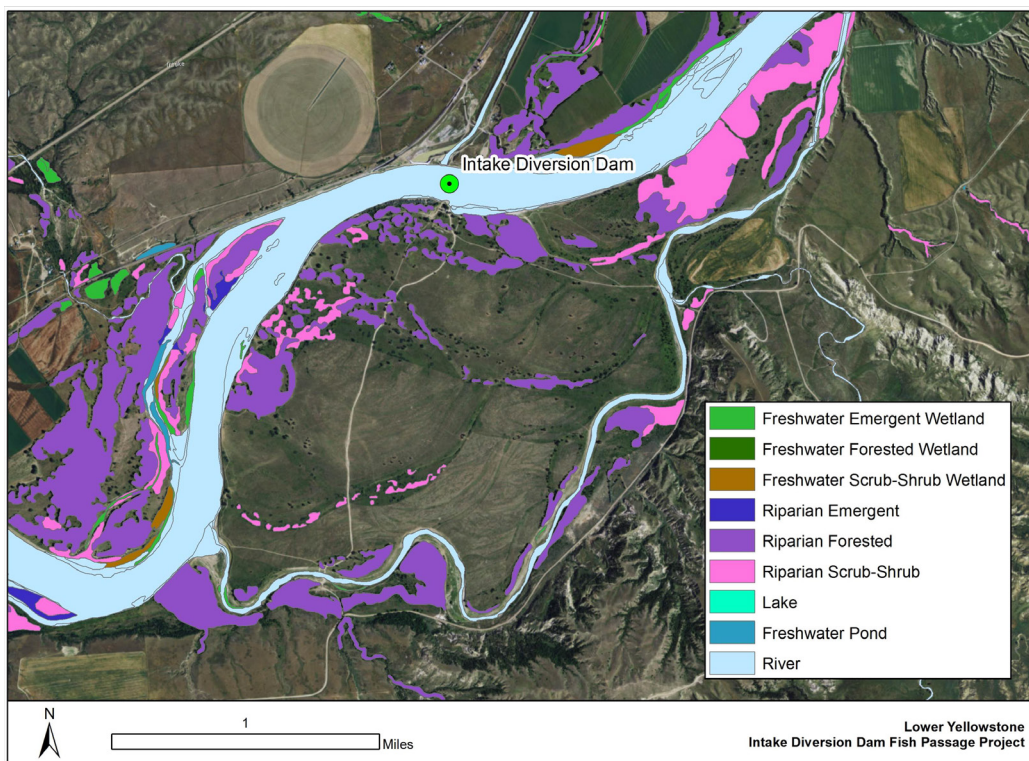 Intake Diversion Dam
Freshwater Emergent Wetland
Freshwater Forested Wetland
Freshwater Scrub-Shrub Wetland
Riparian Emergent
Riparian Forested
Riparian Scrub-Shrub
Lake
Freshwater Pond
River
N
1
Miles
Lower Yellowstone
Intake Diversion Dam Fish Passage Project